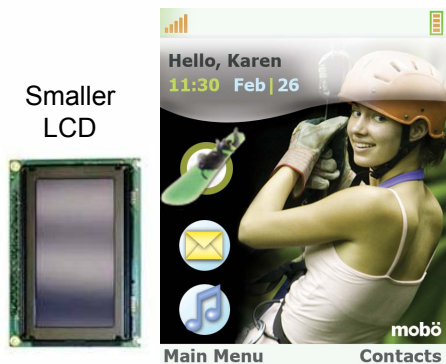 Smaller
LCD
Hello, Karen
11:30 Feb|26
mobö
Main Menu Contacts